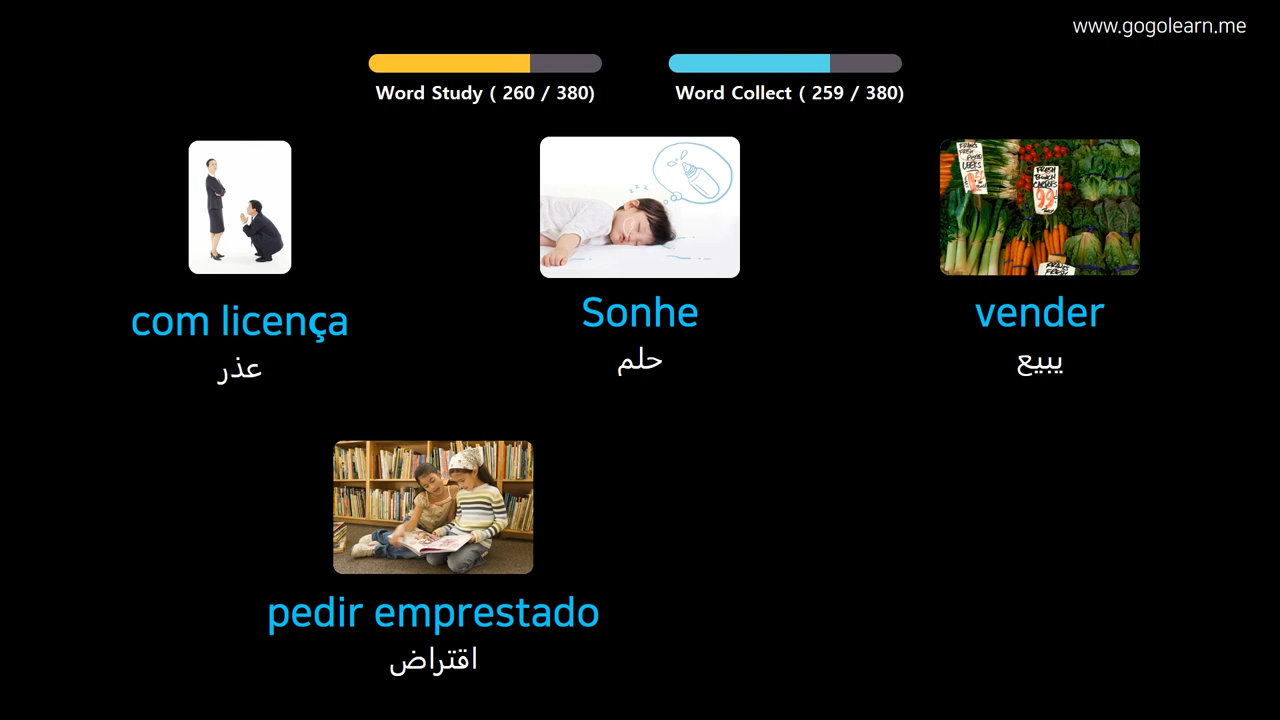 www.gogolearn.me
Word Study ( 260 / 380)
Word Collect ( 259 / 380)
com licença
عذر
Sonhe
حلم
vender
يبيع
pedir emprestado
اقتراض